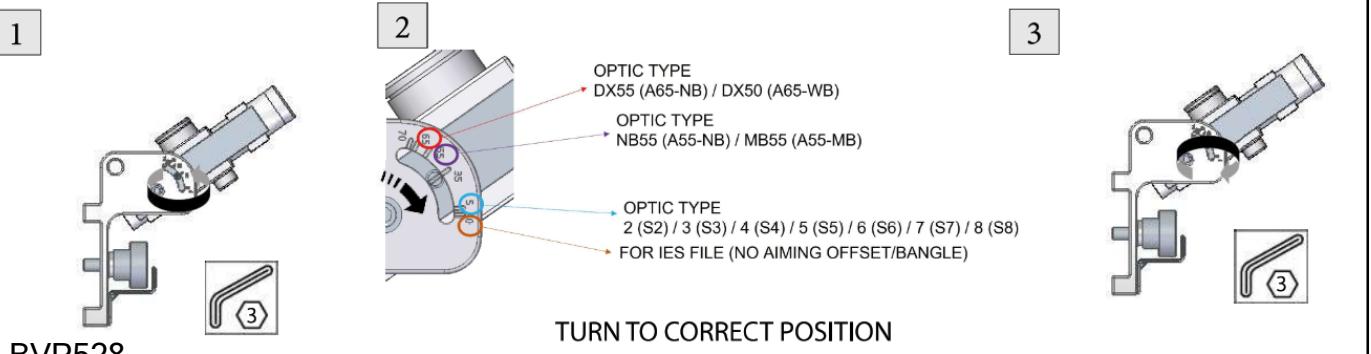 1
2
3
OPTIC TYPE
DX55 (A65-NB) / DX50 (A65-WB)
OPTIC TYPE
NB55 (A55-NB) / MB55 (A55-MB)
70
65
55
35
5
0
OPTIC TYPE
2 (S2) / 3 (S3) / 4 (S4) / 5 (S5) / 6 (S6) / 7 (S7) / 8 (S8)
FOR IES FILE (NO AIMING OFFSET/BANGLE)
3
3
TURN TO CORRECT POSITION
BVP528